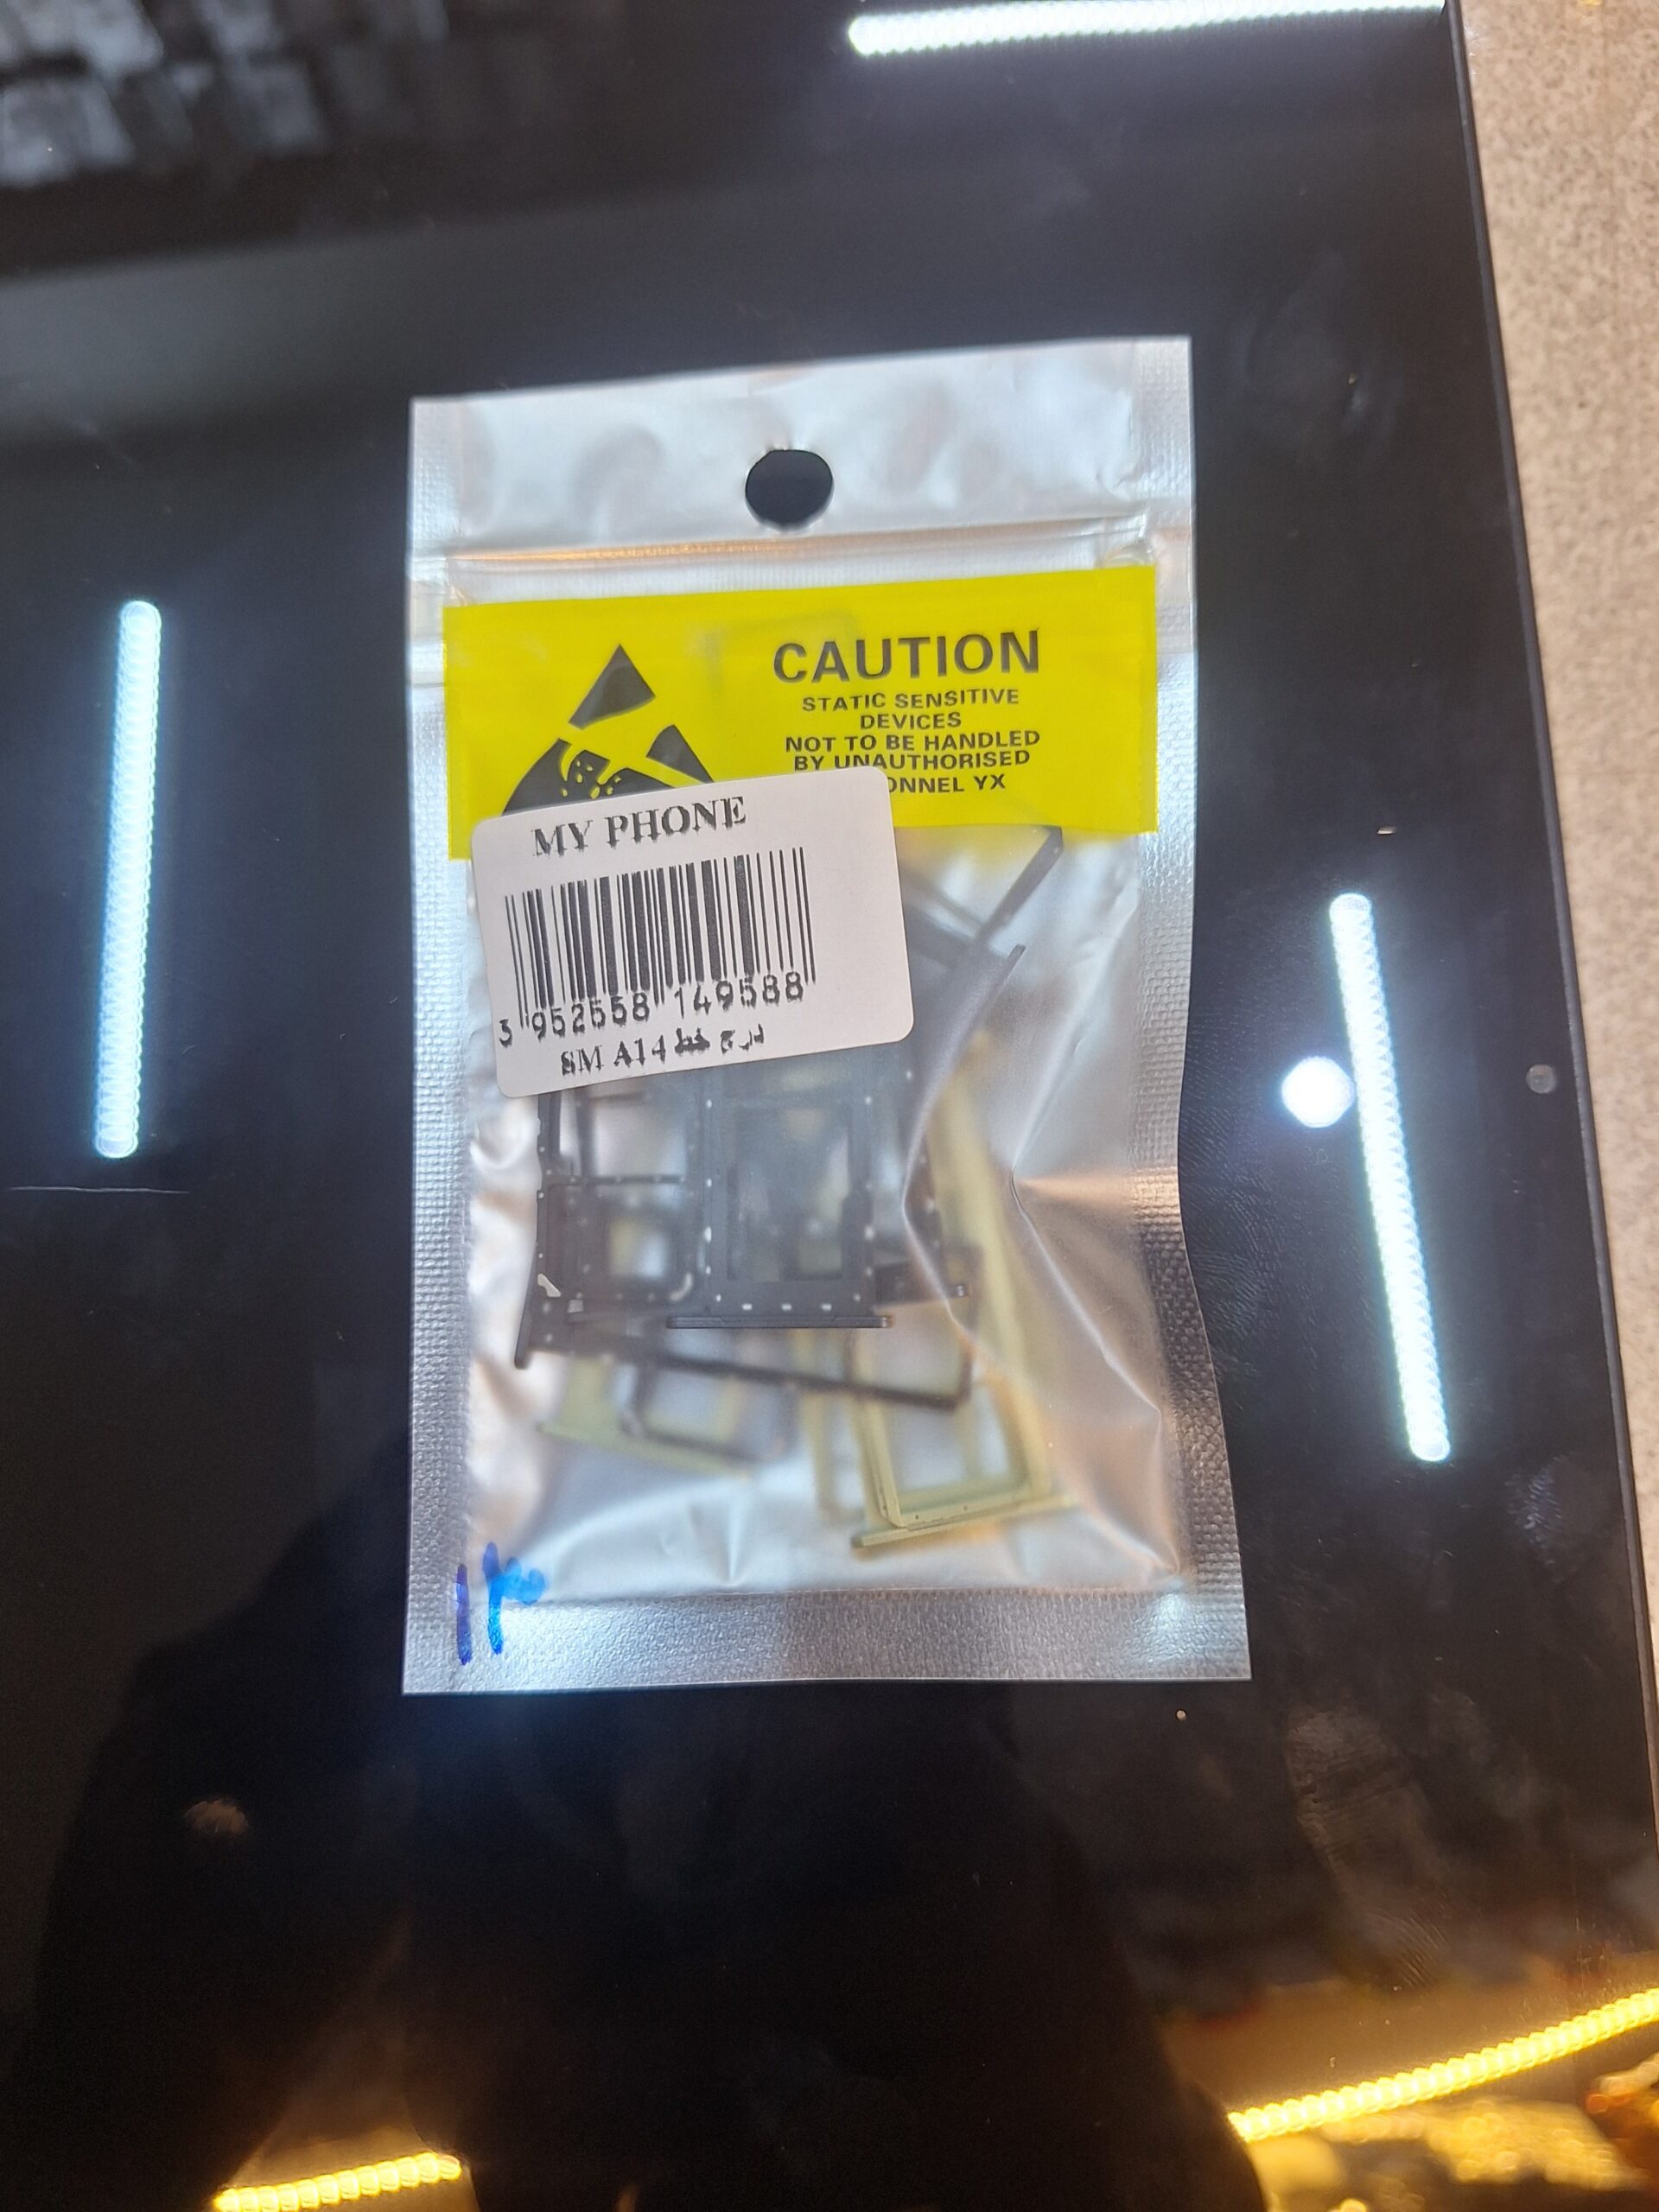 CAUTION
STATIC SENSITIVE
DEVICES
NOT TO BE HANDLED
BY UNAUTHORISED
ONNEL YX
MY PHONE
3 952558 149588
SM A14 درج خط